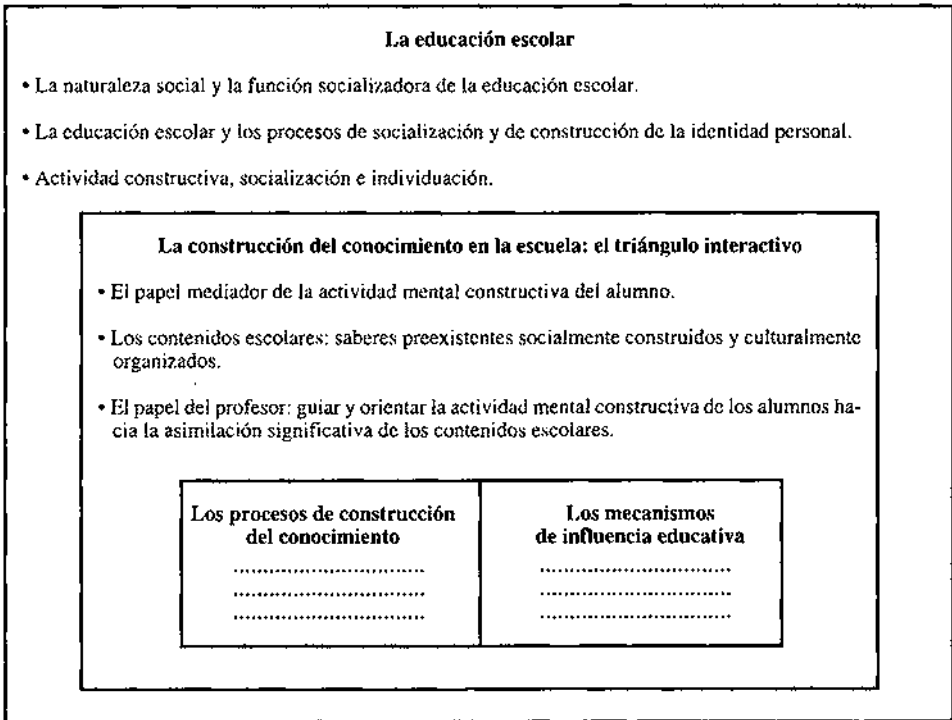 La educación escolar
• La naturaleza social y la función socializadora de la educación escolar.
• La educación escolar y los procesos de socialización y de construcción de la identidad personal.
• Actividad constructiva, socialización e individuación.
La construcción del conocimiento en la escuela: el triángulo interactivo
• El papel mediador de la actividad mental constructiva del alumno.
• Los contenidos escolares: saberes preexistentes socialmente construidos y culturalmente
organizados.
• El papel del profesor: guiar y orientar la actividad mental constructiva de los alumnos ha-
cia la asimilación significativa de los contenidos escolares.
Los procesos de construcción
del conocimiento
..............................
..............................
..............................
Los mecanismos
de influencia educativa
..............................
..............................
..............................